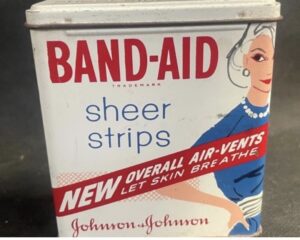 BAND-AID
TRADEMARK
sheer
strips
NEW OVERALL AIR-VENTS
LET SKIN BREATHE
Johnson & Johnson